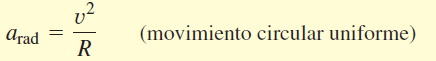 a_rad = v²/R (movimiento circular uniforme)